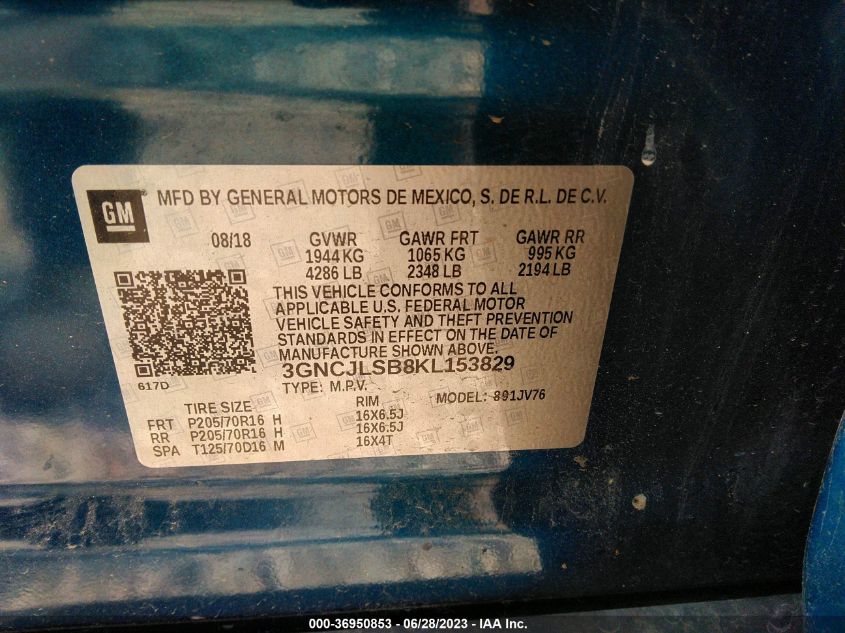 GM
MFD BY GENERAL MOTORS DE MEXICO, S. DE R.L. DE C.V.
08/18 GVWR GAWR FRT GAWR RR
1944 KG 1065 KG 995 KG
4286 LB 2348 LB 2194 LB
THIS VEHICLE CONFORMS TO ALL
APPLICABLE U.S. FEDERAL MOTOR
VEHICLE SAFETY AND THEFT PREVENTION
STANDARDS IN EFFECT ON THE DATE OF
MANUFACTURE SHOWN ABOVE.
617D
3GNCJLSB8KL153829
TYPE: M.P.V. MODEL: 891JV76
TIRE SIZE RIM
FRT P205/70R16 H 16X6.5J
RR P205/70R16 H 16X6.5J
SPA T125/70D16 M 16X4T
000-36950853 - 06/28/2023 - IAA Inc.